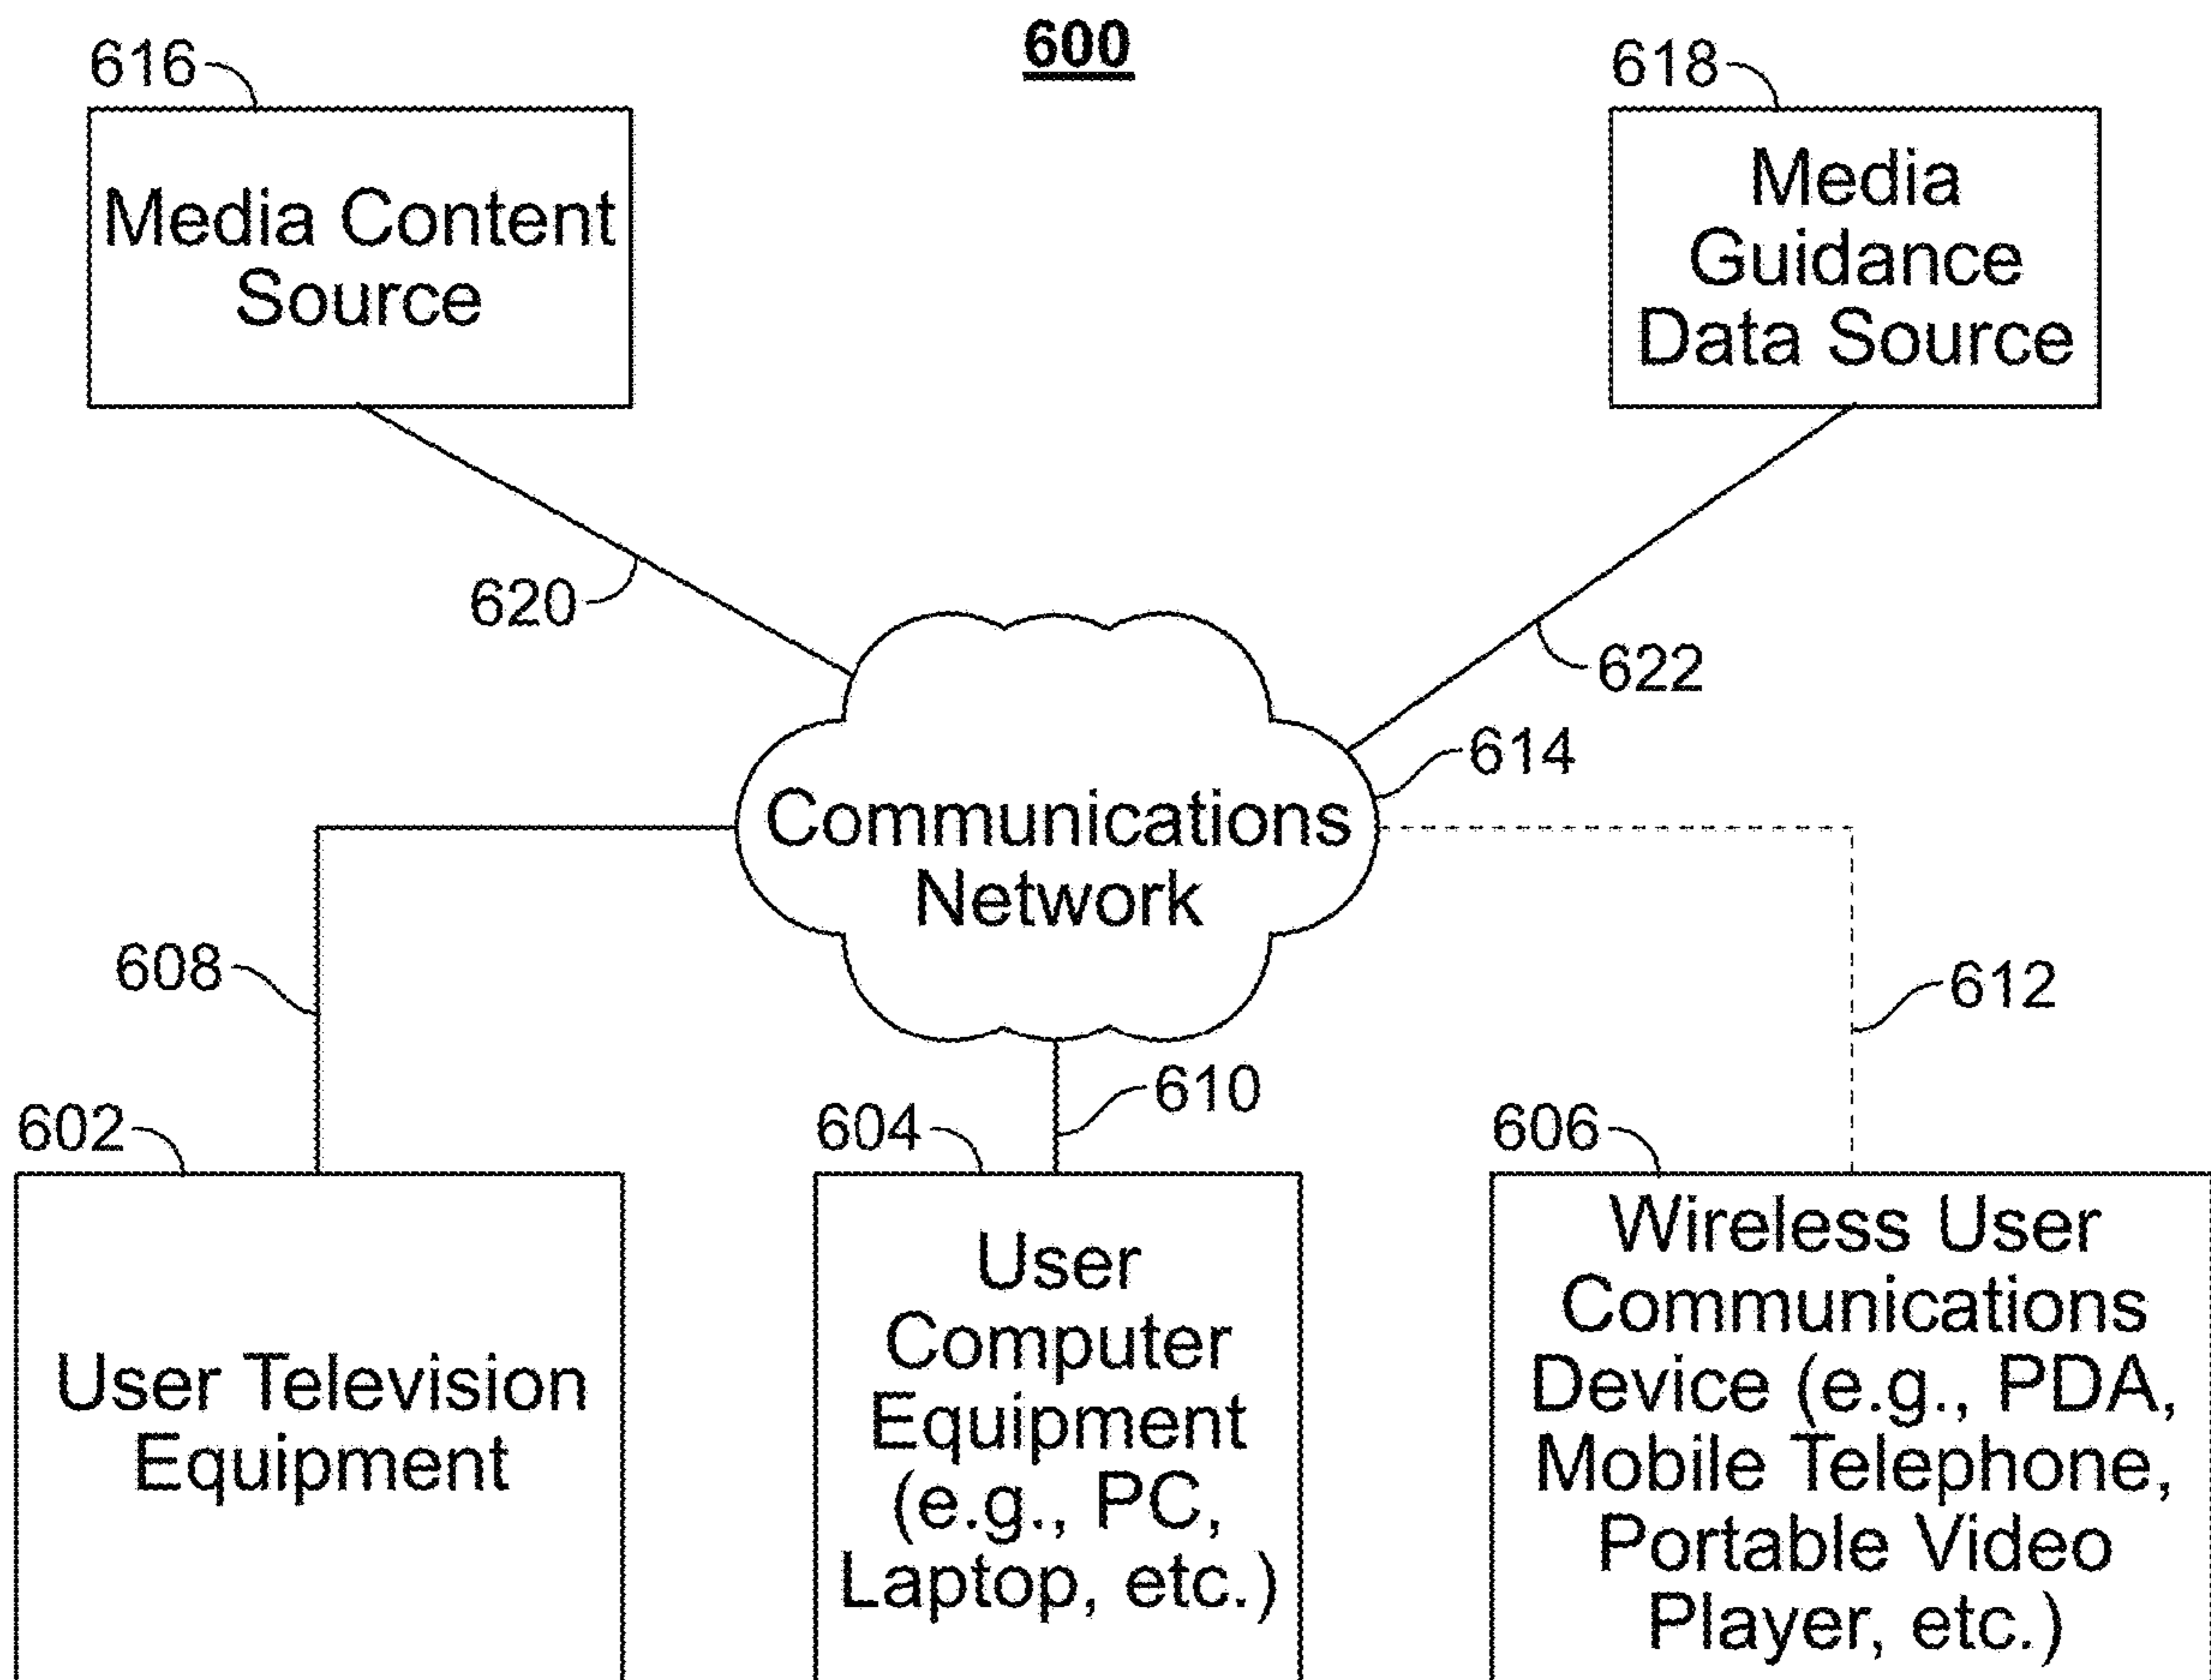 600
616
618
Media Content
Source
Media
Guidance
Data Source
620
622
614
Communications
Network
608
612
610
602
604
606
User Television
Equipment
User
Computer
Equipment
(e.g., PC,
Laptop, etc.)
Wireless User
Communications
Device (e.g., PDA,
Mobile Telephone,
Portable Video
Player, etc.)